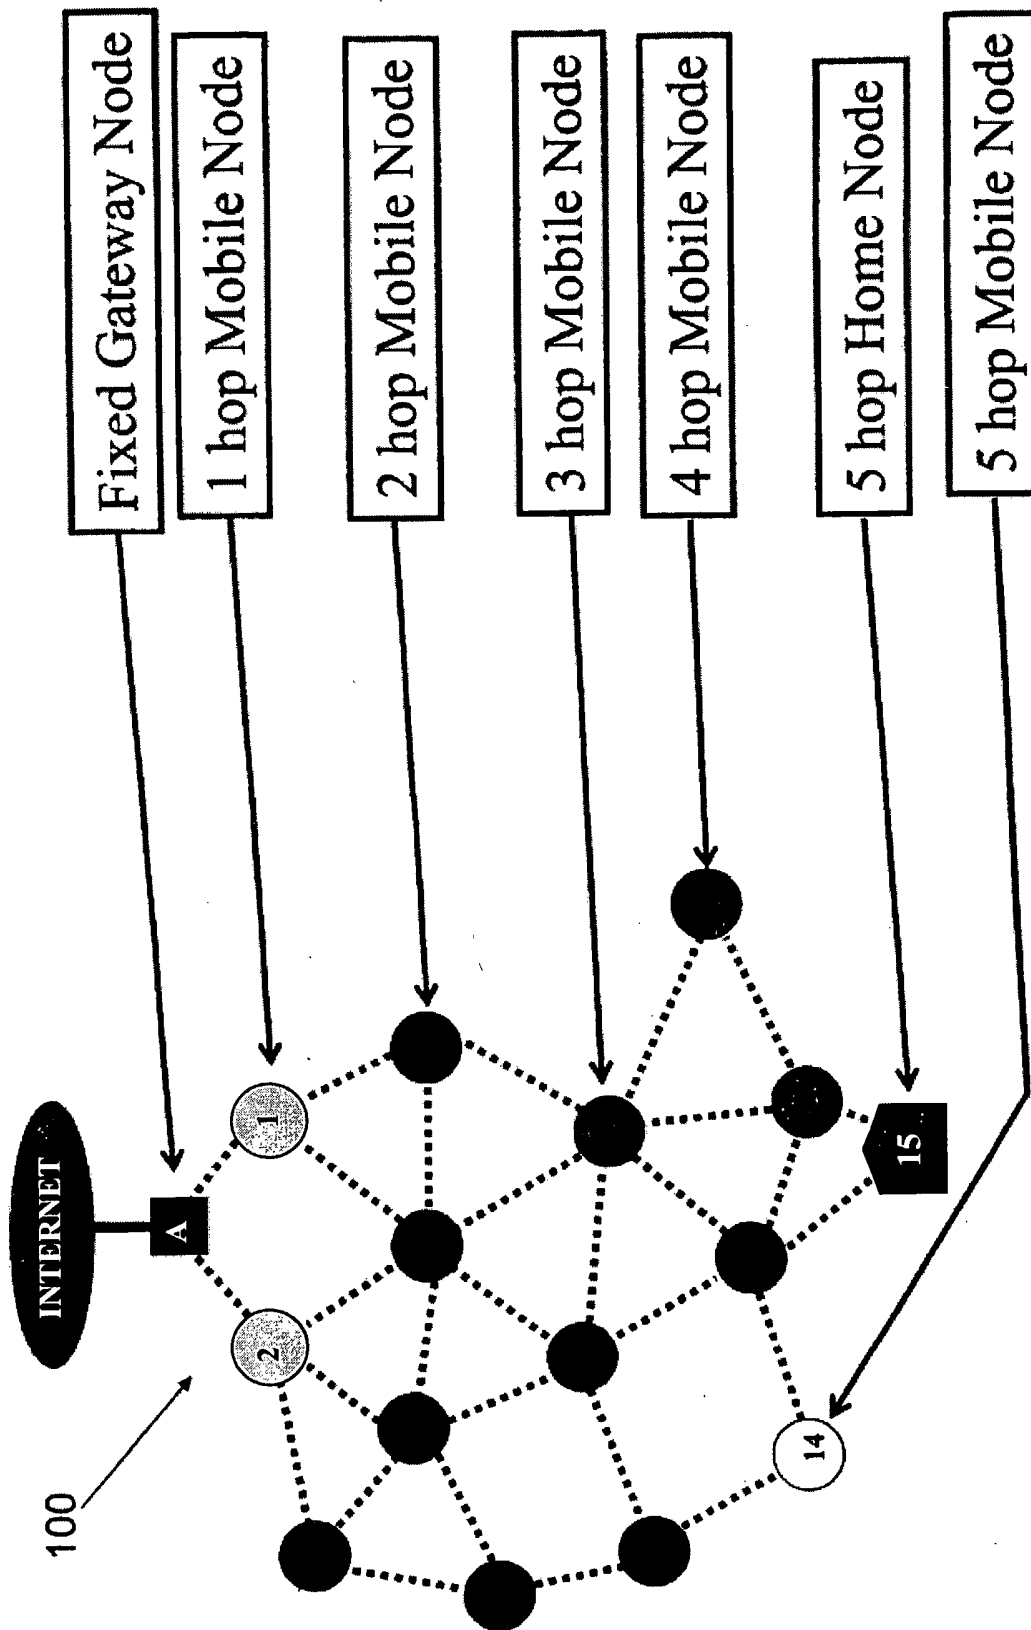 Fixed Gateway Node
1 hop Mobile Node
2 hop Mobile Node
3 hop Mobile Node
4 hop Mobile Node
5 hop Home Node
5 hop Mobile Node
INTERNET
A
1
2
15
14
100